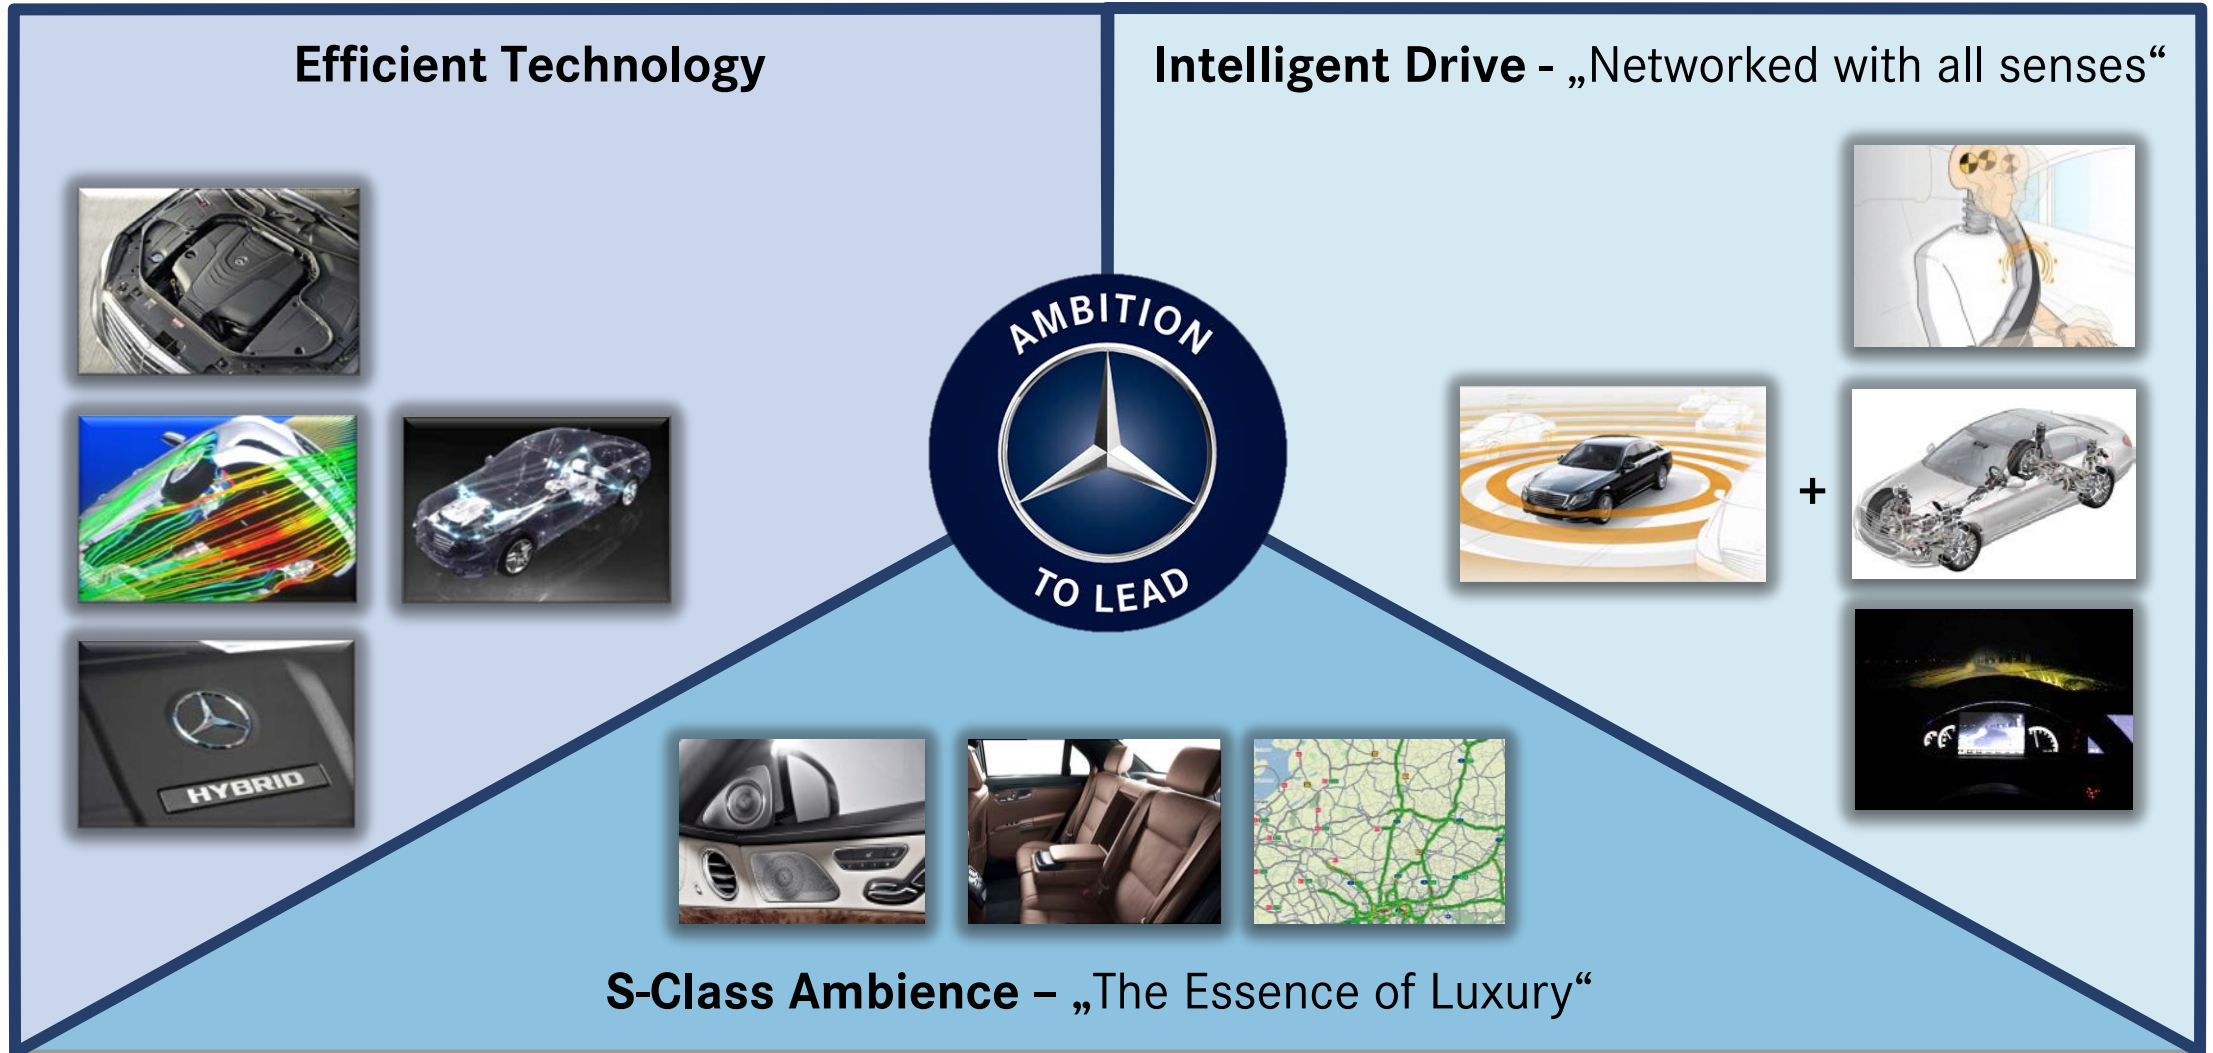 Efficient Technology
Intelligent Drive - „Networked with all senses“
AMBITION
TO LEAD
HYBRID
S-Class Ambience – „The Essence of Luxury“